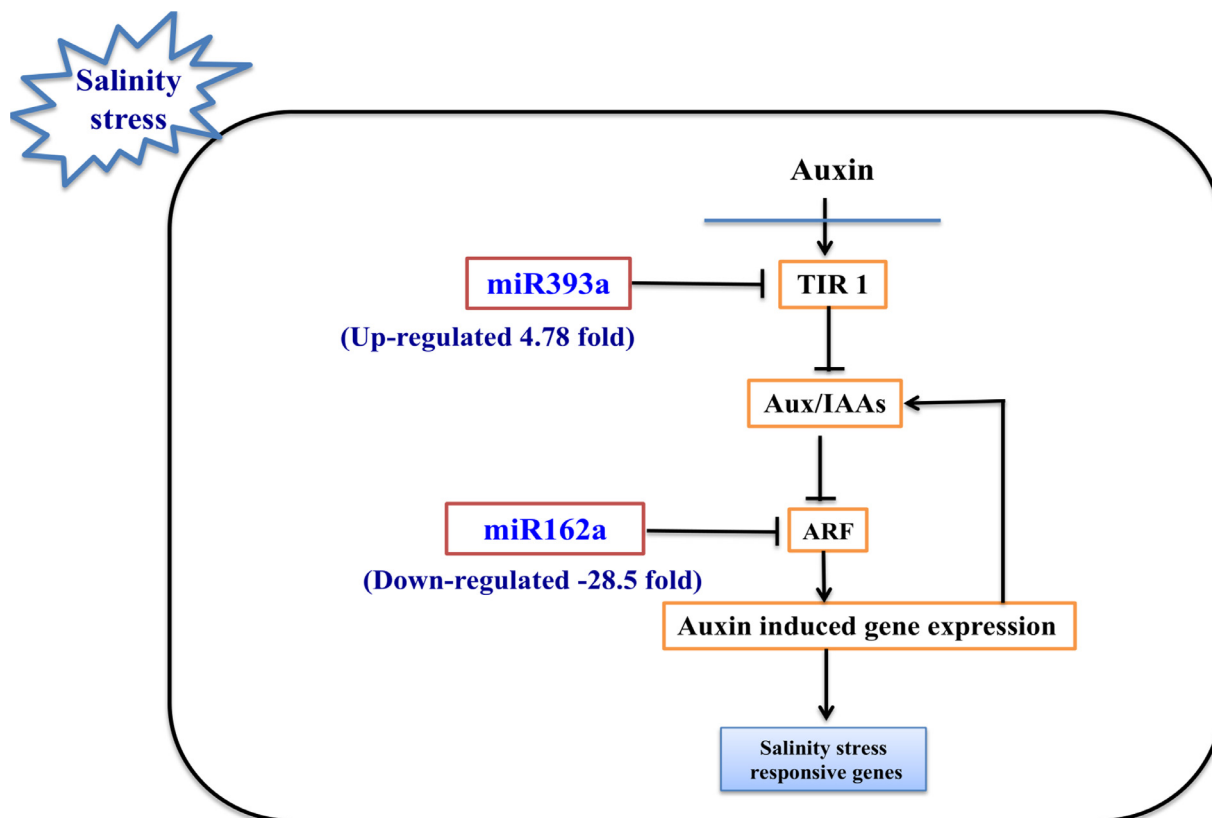 Salinity
stress
Auxin
miR393a
TIR 1
(Up-regulated 4.78 fold)
Aux/IAAs
miR162a
ARF
(Down-regulated -28.5 fold)
Auxin induced gene expression
Salinity stress
responsive genes